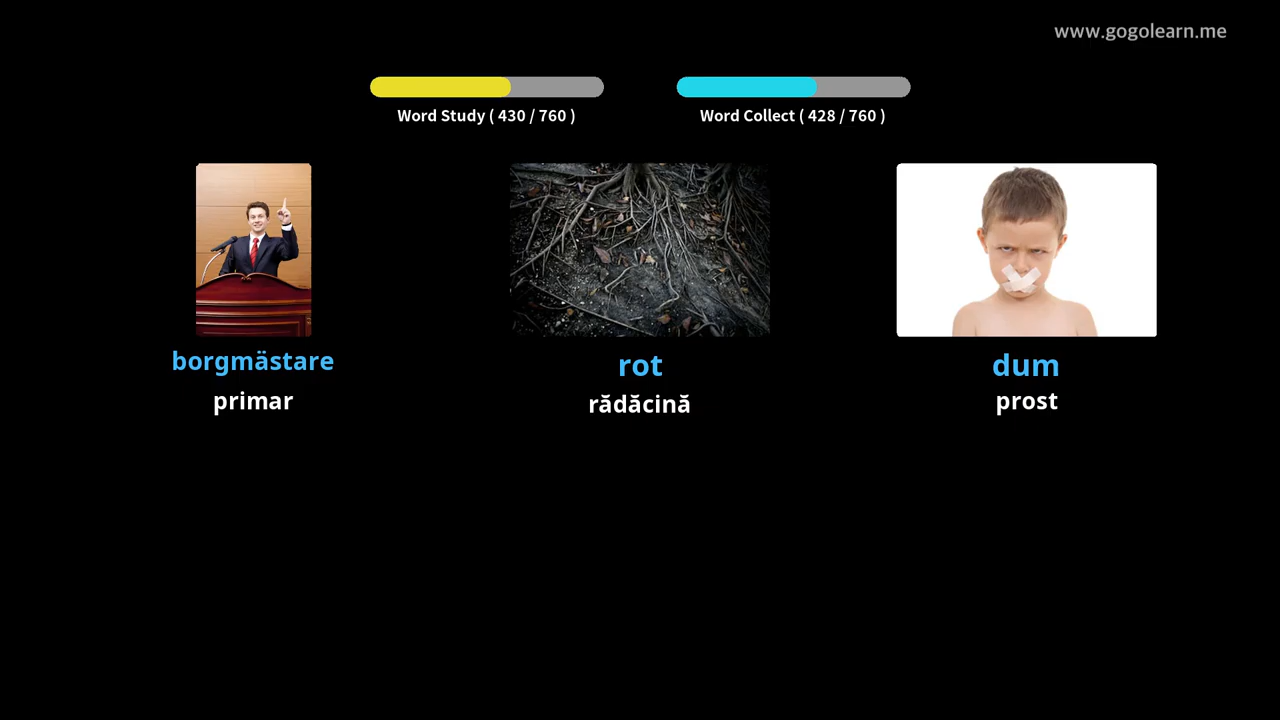 www.gogolearn.me
Word Study ( 430 / 760 )
Word Collect ( 428 / 760 )
borgmästare
primar
rot
rădăcină
dum
prost